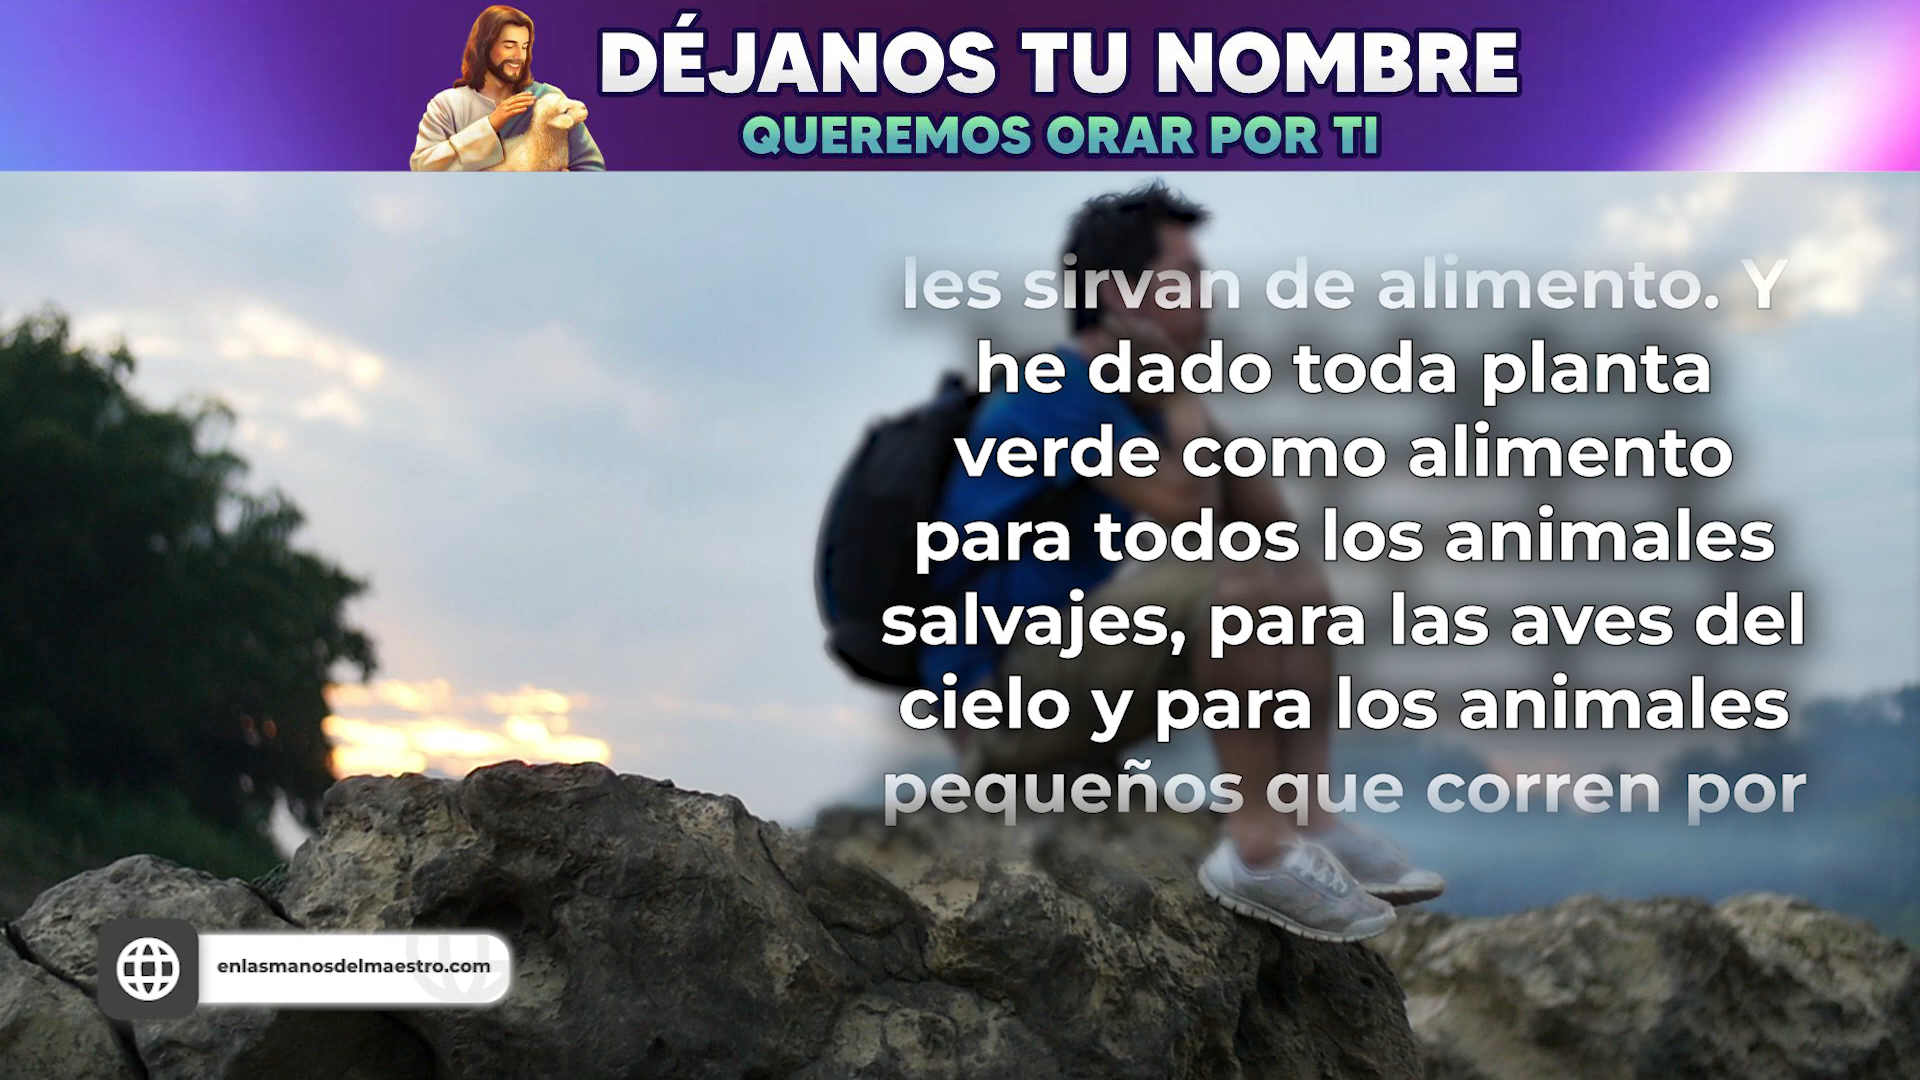 DÉJANOS TU NOMBRE
QUEREMOS ORAR POR TI
les sirvan de alimento. Y
he dado toda planta
verde como alimento
para todos los animales
salvajes, para las aves del
cielo y para los animales
pequeños que corren por
enlasmanosdelmaestro.com